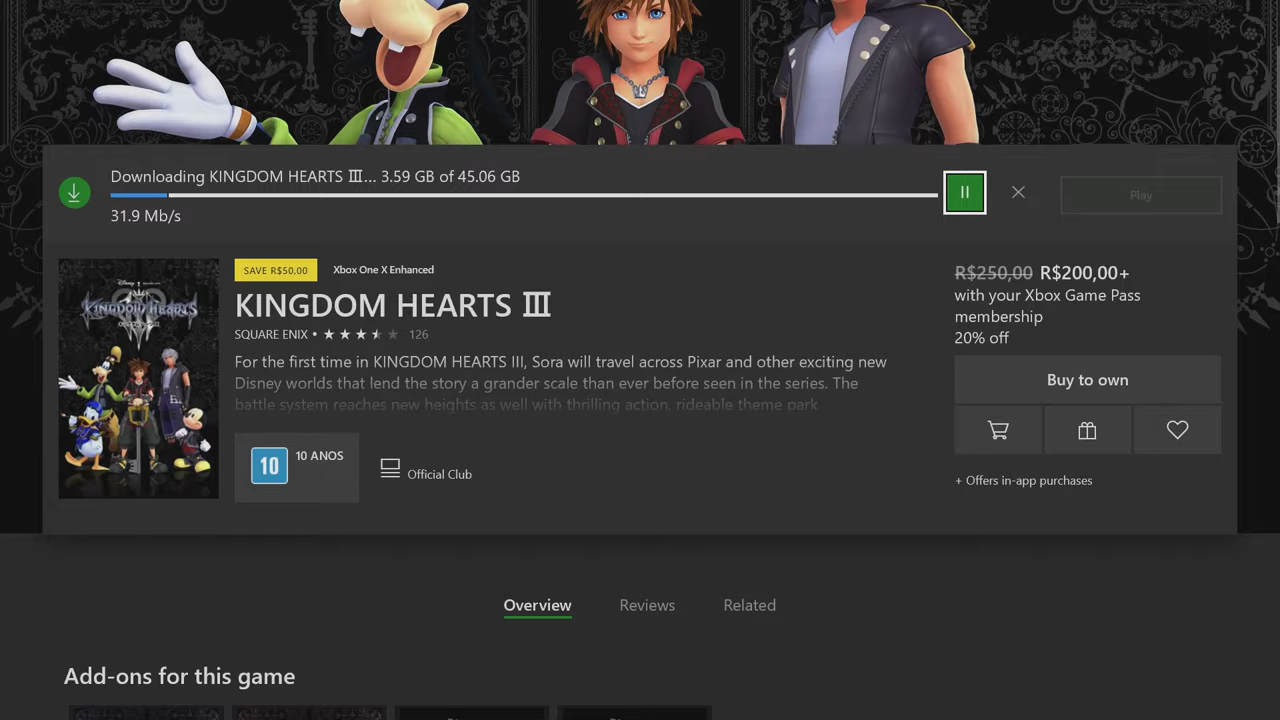 Downloading KINGDOM HEARTS III... 3.59 GB of 45.06 GB
31.9 Mb/s
Play
Disney
KINGDOM HEARTS
SAVE R$50,00
Xbox One X Enhanced
KINGDOM HEARTS III
SQUARE ENIX • 126
For the first time in KINGDOM HEARTS III, Sora will travel across Pixar and other exciting new
Disney worlds that lend the story a grander scale than ever before seen in the series. The
battle system reaches new heights as well with thrilling action, rideable theme park
10
10 ANOS
Official Club
R$250,00 R$200,00+
with your Xbox Game Pass
membership
20% off
Buy to own
+ Offers in-app purchases
Overview
Reviews
Related
Add-ons for this game